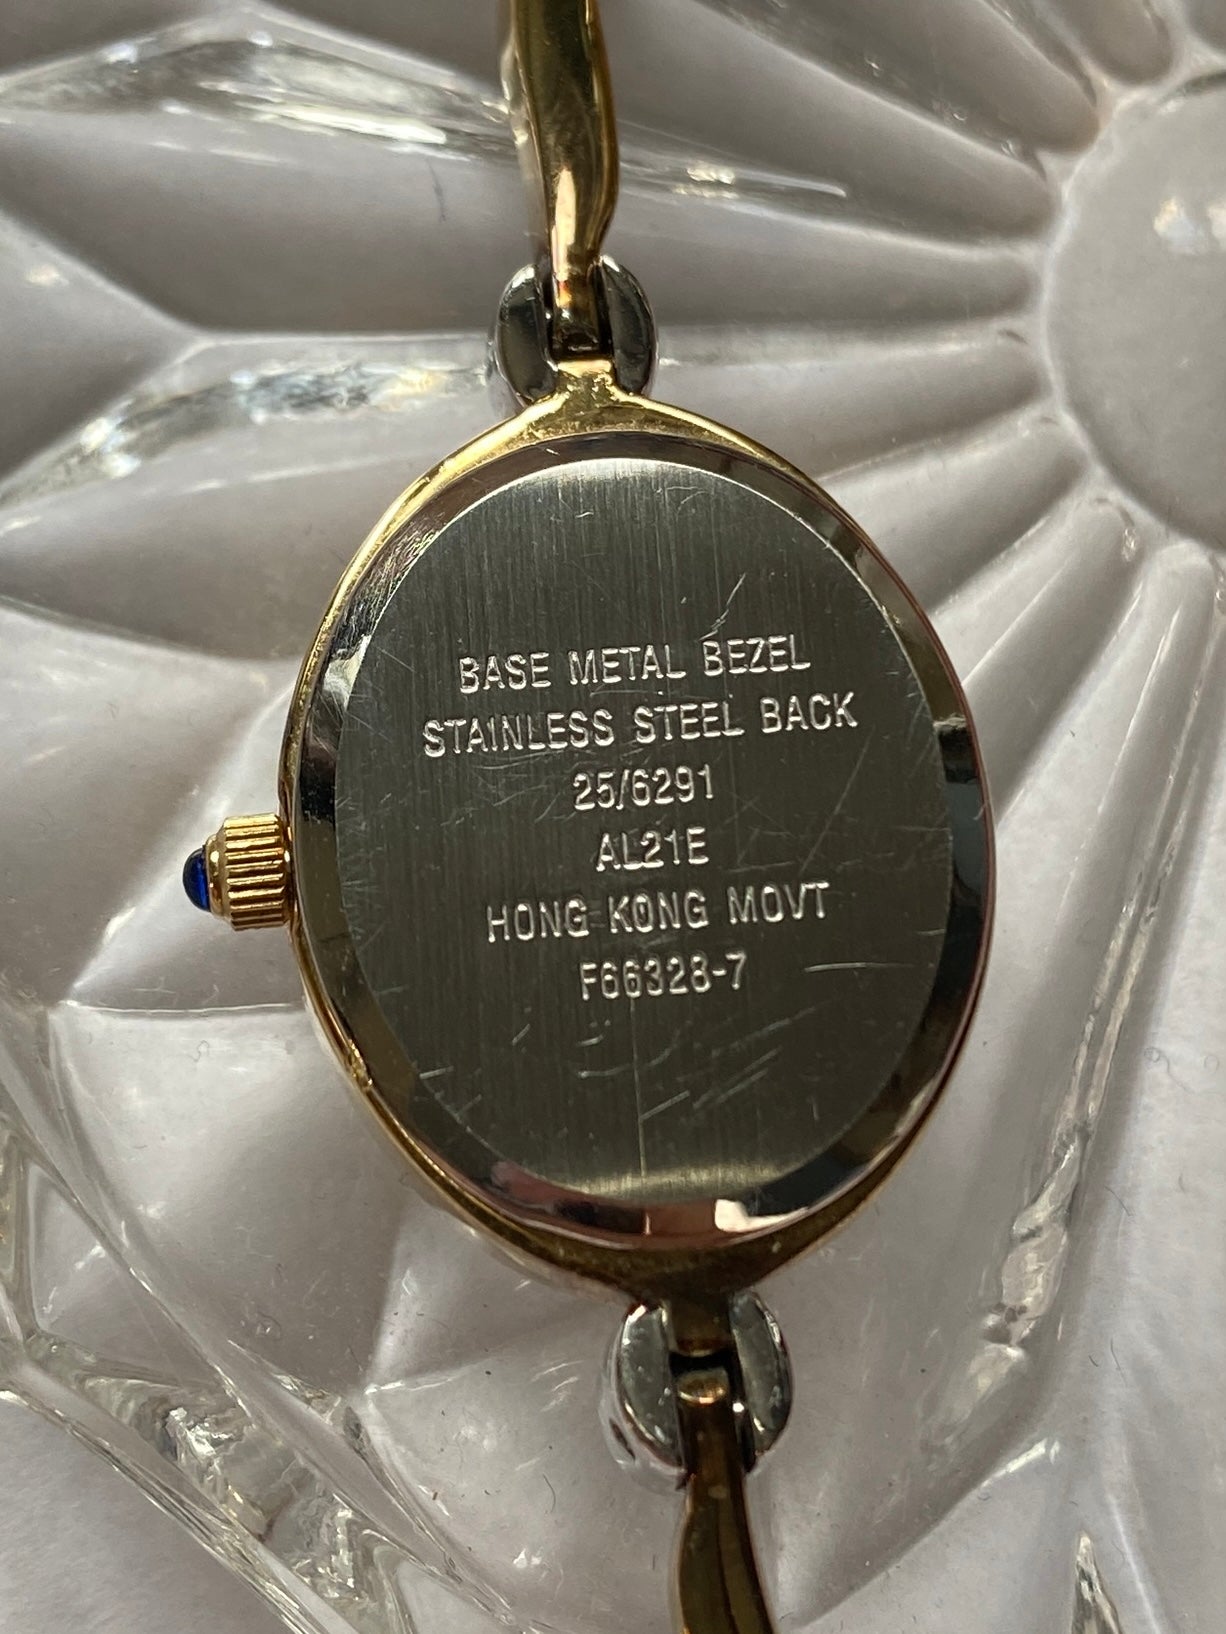 BASE METAL BEZEL
STAINLESS STEEL BACK
25/6291
AL21E
HONG KONG MOVT
F66328-7